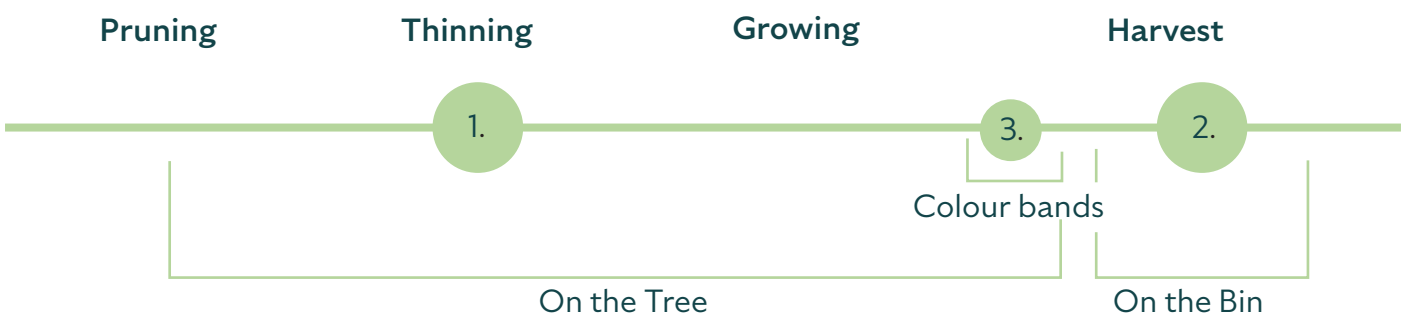 Pruning Thinning Growing Harvest
1. 3. 2.
Colour bands
On the Tree On the Bin